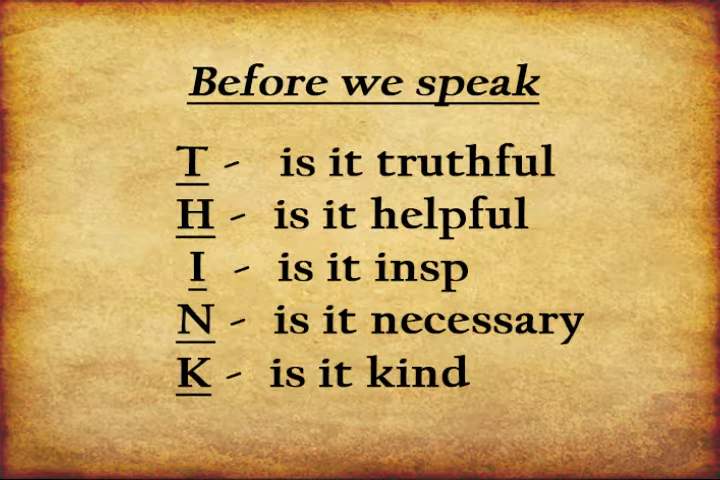 Before we speak
T - is it truthful
H - is it helpful
I - is it insp
N - is it necessary
K - is it kind